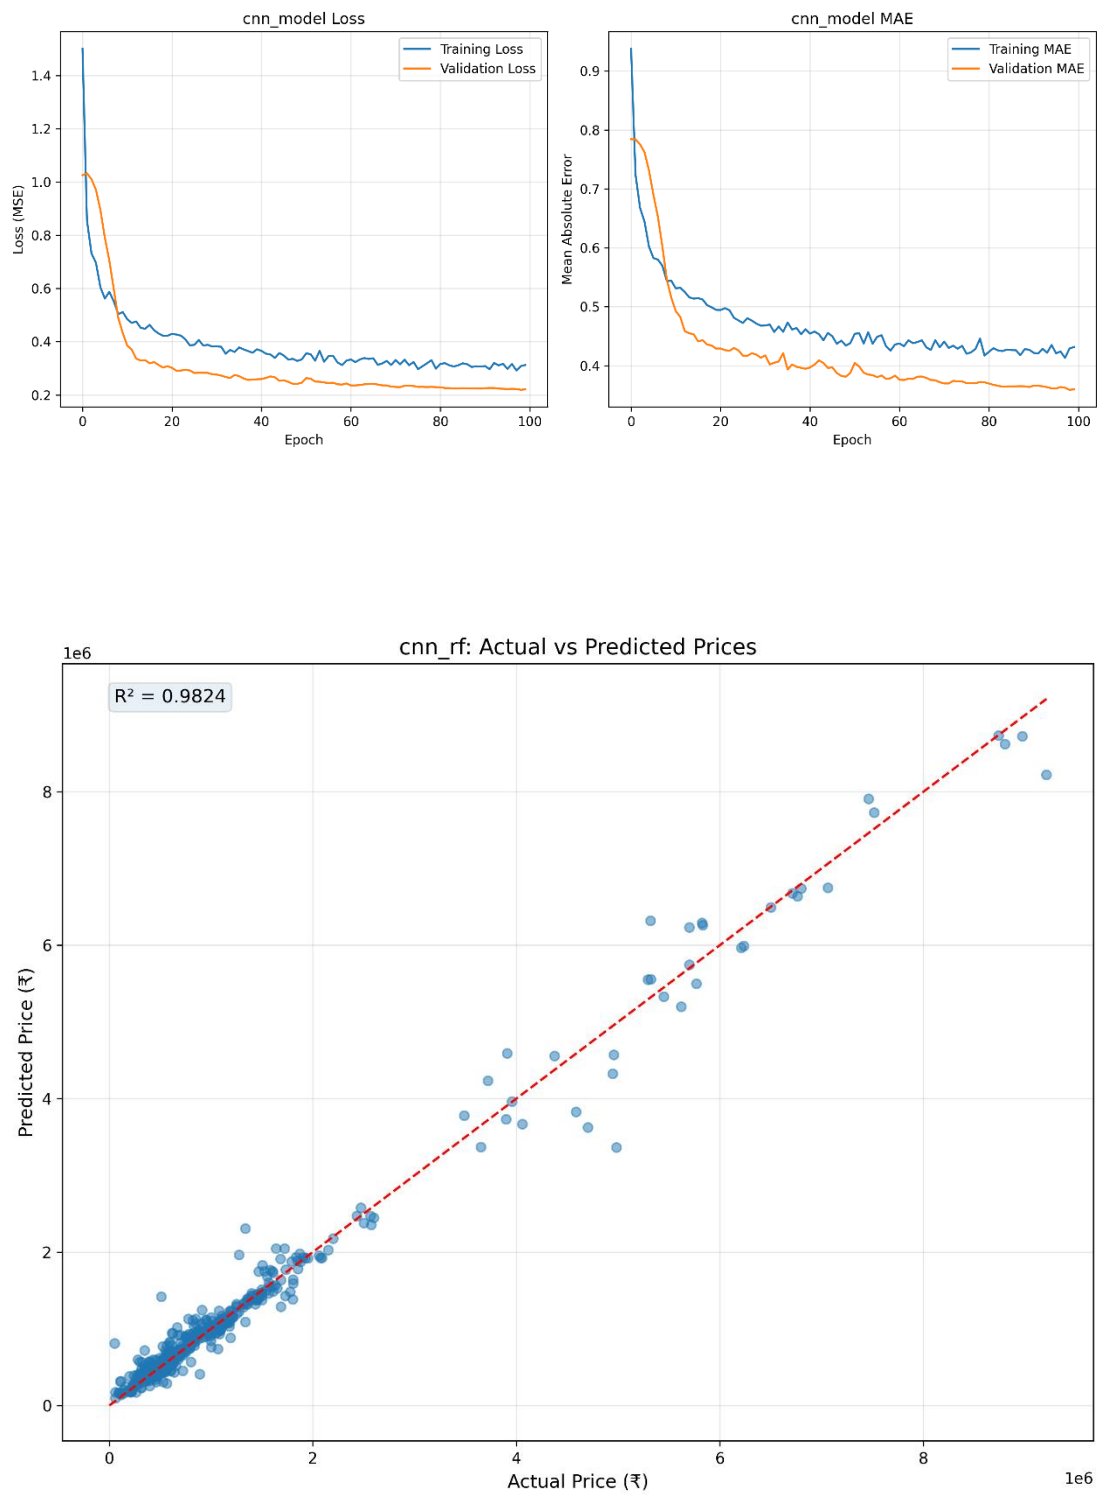 cnn_model Loss
Training Loss
Validation Loss
1.4
1.2
1.0
0.8
0.6
0.4
0.2
Loss (MSE)
0 20 40 60 80 100
Epoch
cnn_model MAE
Training MAE
Validation MAE
0.9
0.8
0.7
0.6
0.5
0.4
Mean Absolute Error
0 20 40 60 80 100
Epoch
cnn_rf: Actual vs Predicted Prices
1e6
R² = 0.9824
8
6
4
2
0
Predicted Price (₹)
0 2 4 6 8
1e6
Actual Price (₹)